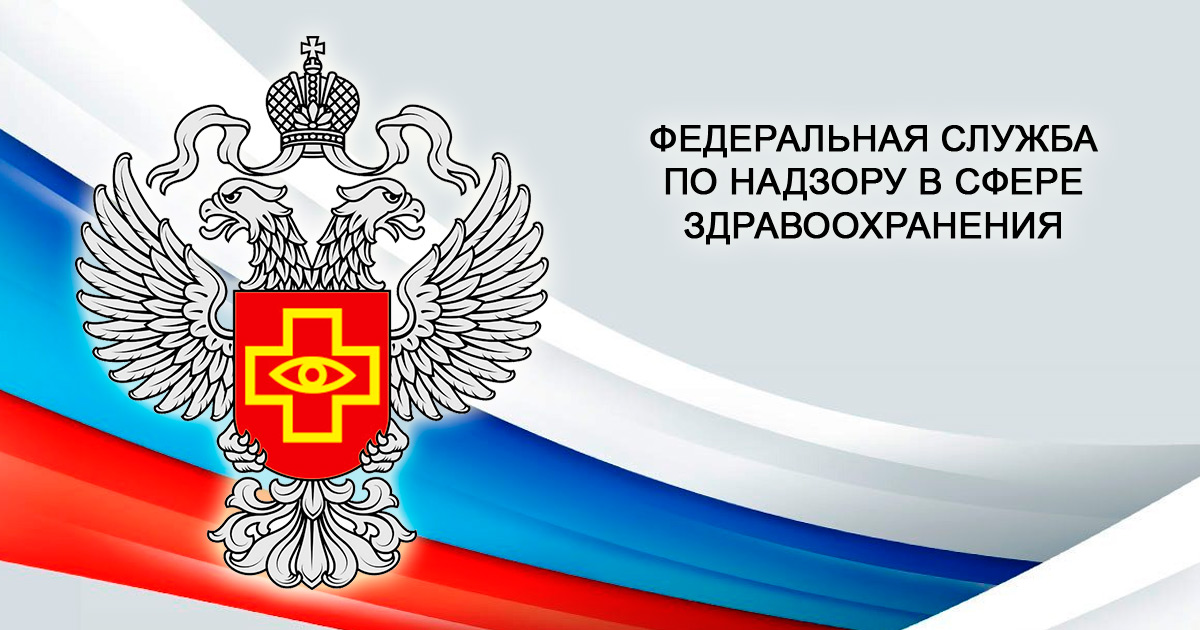 ФЕДЕРАЛЬНАЯ СЛУЖБА
ПО НАДЗОРУ В СФЕРЕ
ЗДРАВООХРАНЕНИЯ